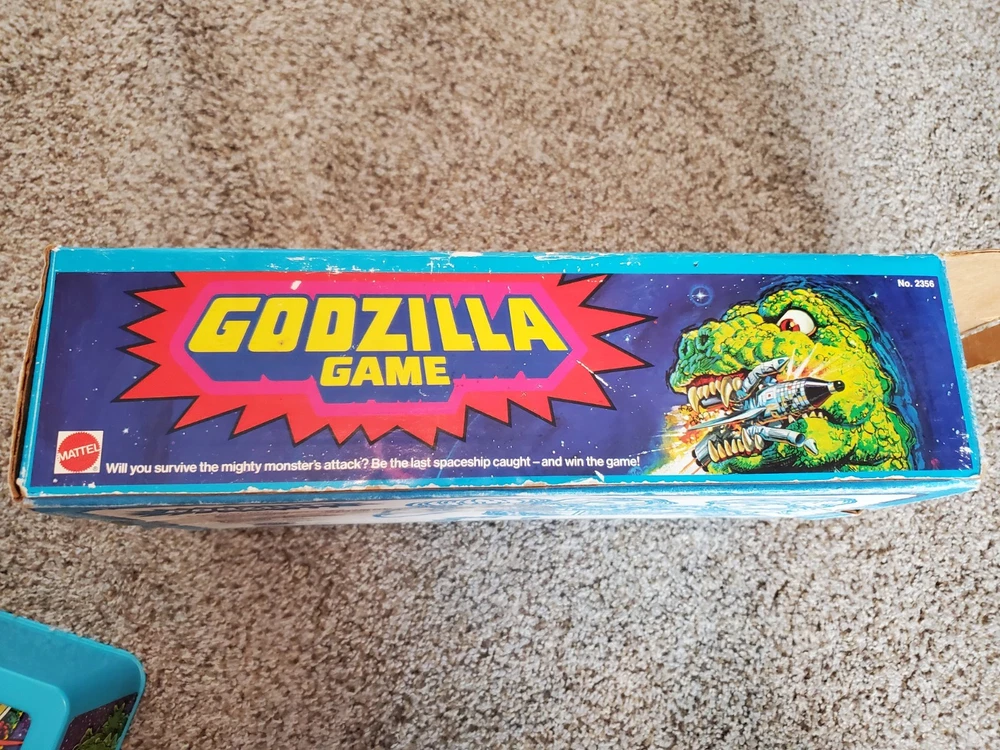 GODZILLA
GAME
No. 2356
MATTEL
Will you survive the mighty monster's attack? Be the last spaceship caught – and win the game!